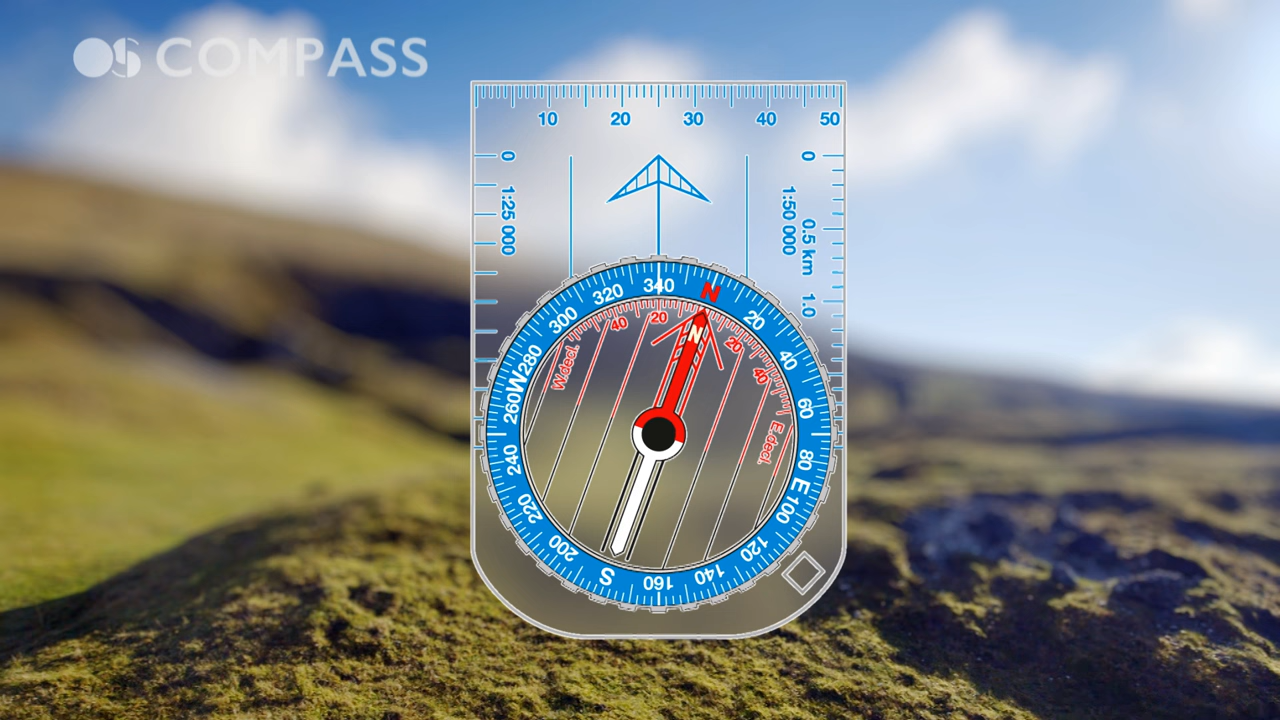 OS COMPASS
10 20 30 40 50
0 0
1:25 000
1:50 000
0.5 km 1.0
340 N 20 40 60 80 E 100 120 140 160 S 200 220 240 260 W 280 300 320
40 20 20 40
N
W.decl.
E.decl.